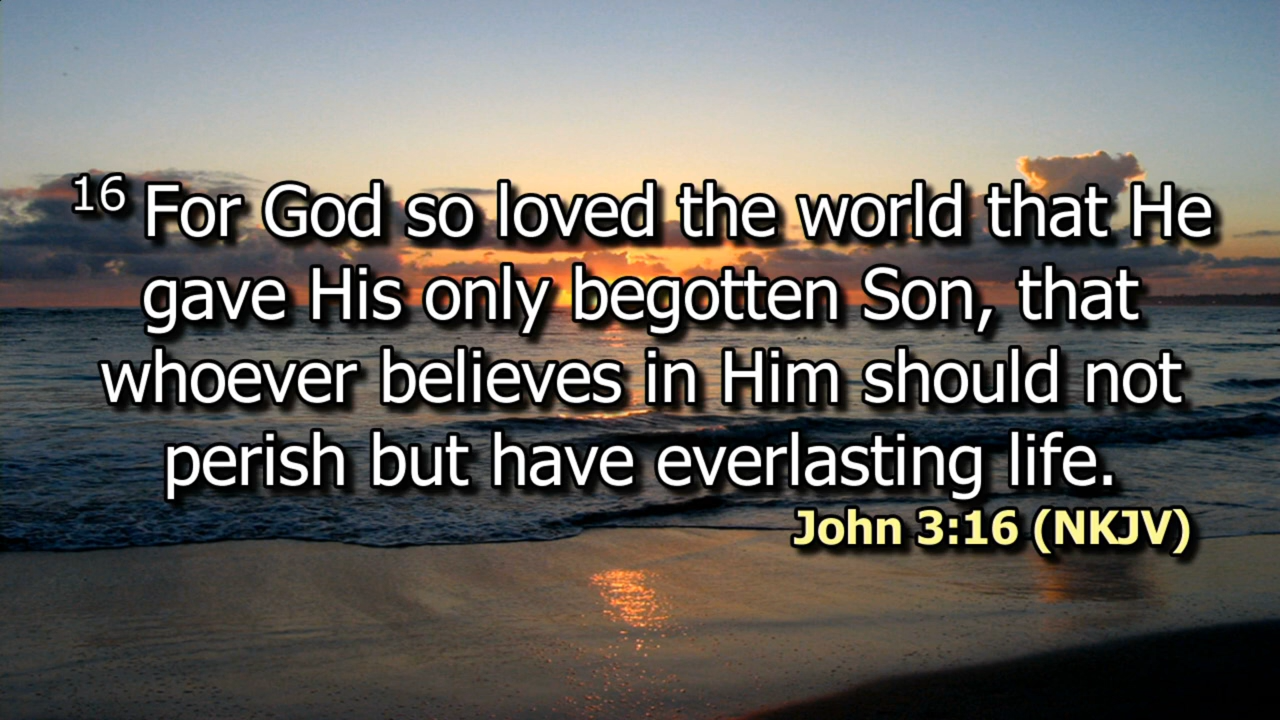 16 For God so loved the world that He
gave His only begotten Son, that
whoever believes in Him should not
perish but have everlasting life.
John 3:16 (NKJV)